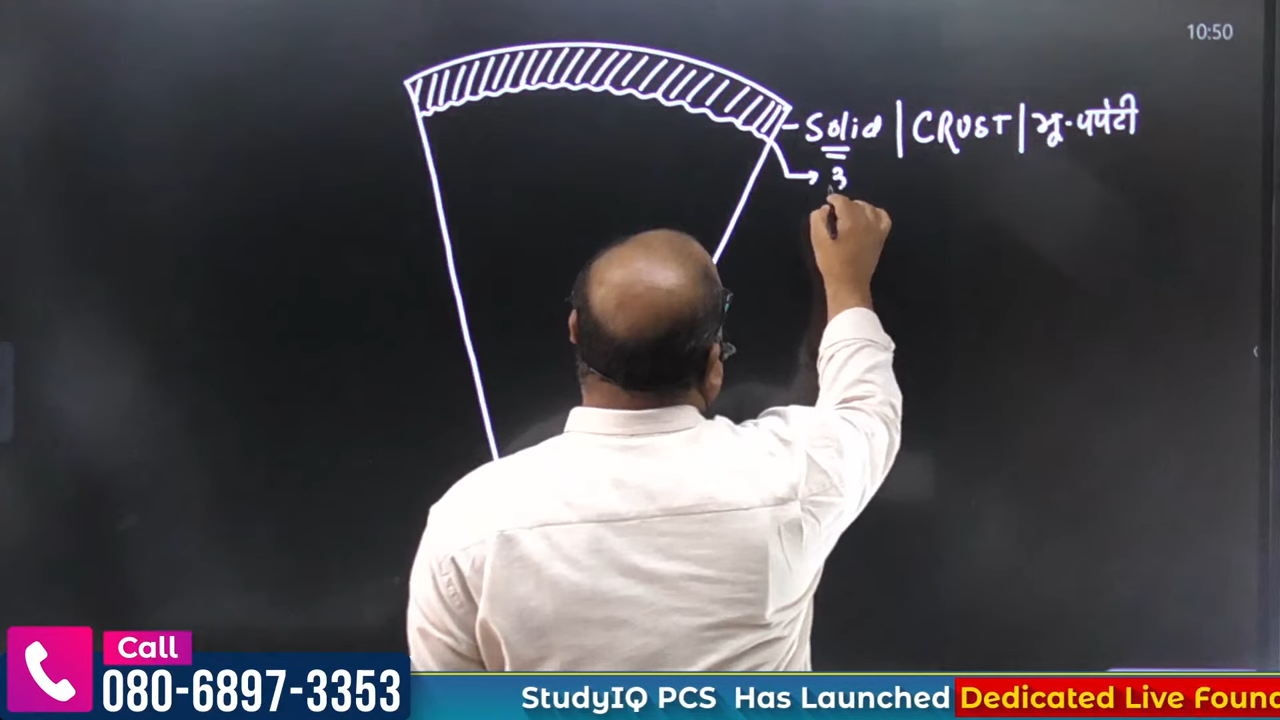 10:50
Solid | CRUST | भू-पर्पटी
3
Call
080-6897-3353
StudyIQ PCS Has Launched Dedicated Live Found